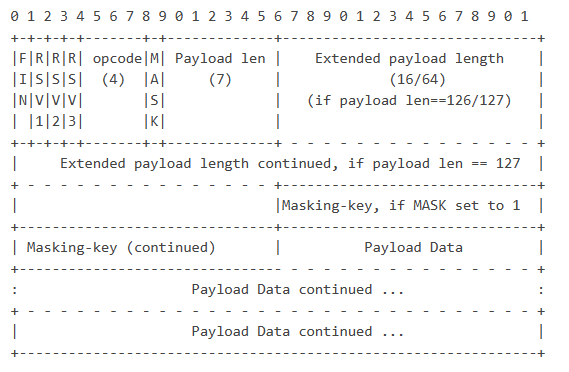 0 1 2 3 4 5 6 7 8 9 0 1 2 3 4 5 6 7 8 9 0 1 2 3 4 5 6 7 8 9 0 1
+-+-+-+-+-------+-+-------------+-------------------------------+
|F|R|R|R| opcode|M| Payload len |    Extended payload length    |
|I|S|S|S|  (4)  |A|     (7)     |             (16/64)           |
|N|V|V|V|       |S|             |   (if payload len==126/127)   |
| |1|2|3|       |K|             |                               |
+-+-+-+-+-------+-+-------------+ - - - - - - - - - - - - - - - +
|     Extended payload length continued, if payload len == 127  |
+ - - - - - - - - - - - - - - - +-------------------------------+
|                               |Masking-key, if MASK set to 1  |
+-------------------------------+-------------------------------+
| Masking-key (continued)       |          Payload Data         |
+-------------------------------- - - - - - - - - - - - - - - - +
:                     Payload Data continued ...                :
+ - - - - - - - - - - - - - - - - - - - - - - - - - - - - - - - +
|                     Payload Data continued ...                |
+---------------------------------------------------------------+